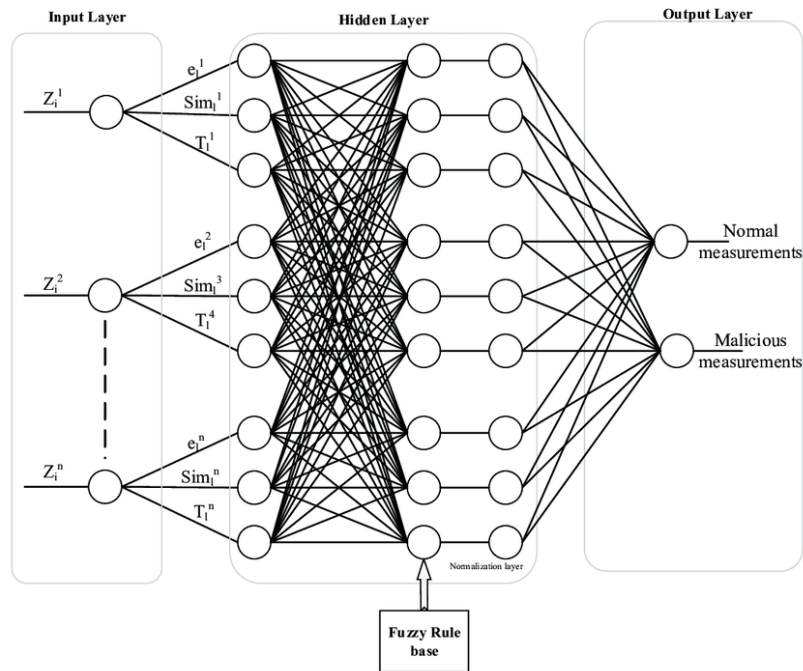 Input Layer
Hidden Layer
Output Layer
Z_i^1
e_l^1
Sim_l^1
T_l^1
Z_i^2
e_l^2
Sim_l^3
T_l^4
Z_i^n
e_l^n
Sim_l^n
T_l^n
Normal
measurements
Malicious
measurements
Normalization layer
Fuzzy Rule
base